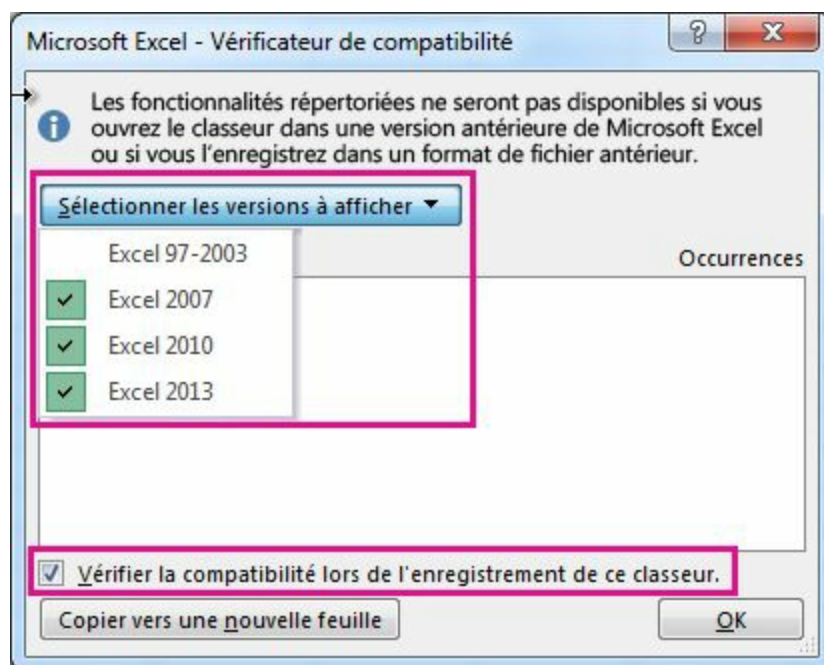 Microsoft Excel - Vérificateur de compatibilité
Les fonctionnalités répertoriées ne seront pas disponibles si vous
ouvrez le classeur dans une version antérieure de Microsoft Excel
ou si vous l'enregistrez dans un format de fichier antérieur.
Sélectionner les versions à afficher
Excel 97-2003
Occurrences
Excel 2007
Excel 2010
Excel 2013
Vérifier la compatibilité lors de l'enregistrement de ce classeur.
Copier vers une nouvelle feuille
OK